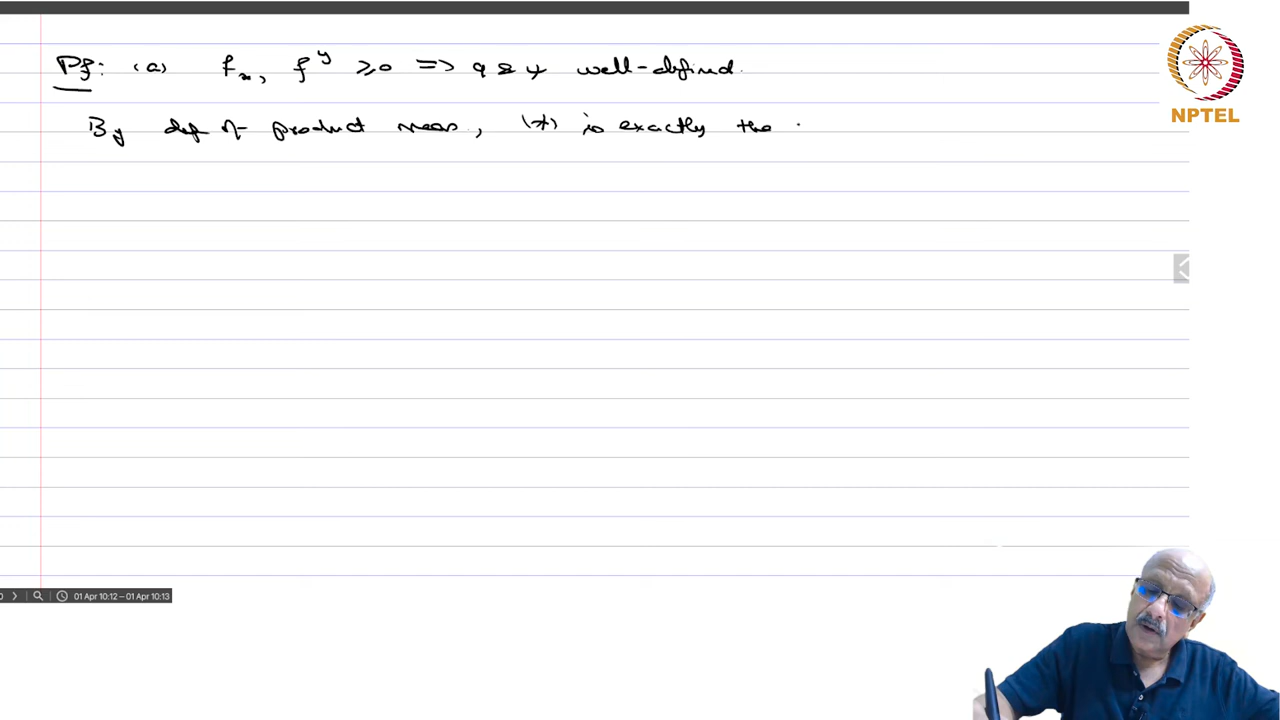 Pf: (a) fₓ, f^y ⩾ 0 ⟹ φ & ψ well-defined.
By def of product meas., (*) is exactly the
NPTEL
01 Apr 10:12 – 01 Apr 10:13